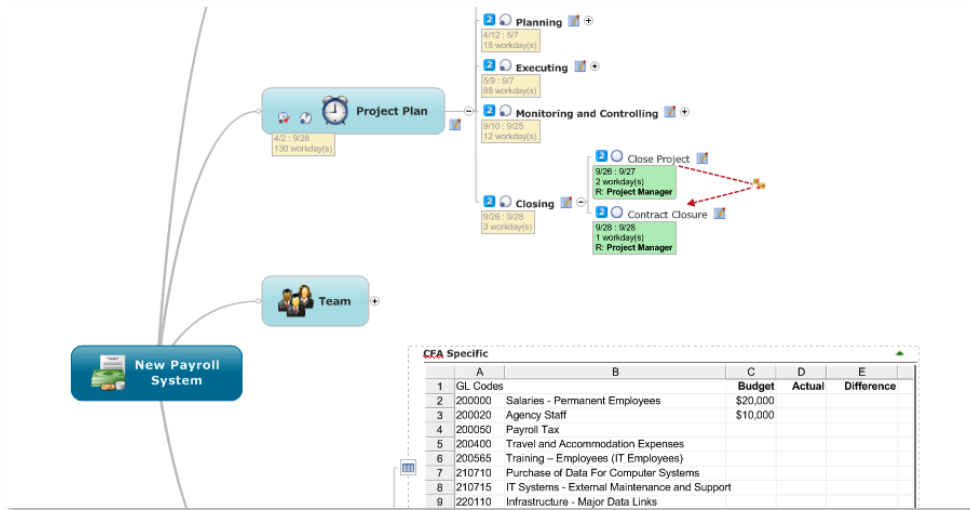 2 Planning
4/12 : 5/7
18 workday(s)
2 Executing
5/9 : 9/7
88 workday(s)
Project Plan
4/2 : 9/28
130 workday(s)
2 Monitoring and Controlling
9/10 : 9/25
12 workday(s)
2 Closing
9/26 : 9/28
3 workday(s)
2 Close Project
9/26 : 9/27
2 workday(s)
R: Project Manager
2 Contract Closure
9/28 : 9/28
1 workday(s)
R: Project Manager
Team
New Payroll
System
CFA Specific
A B C D E
1 GL Codes Budget Actual Difference
2 200000 Salaries - Permanent Employees $20,000
3 200020 Agency Staff $10,000
4 200050 Payroll Tax
5 200400 Travel and Accommodation Expenses
6 200565 Training – Employees (IT Employees)
7 210710 Purchase of Data For Computer Systems
8 210715 IT Systems - External Maintenance and Support
9 220110 Infrastructure - Major Data Links